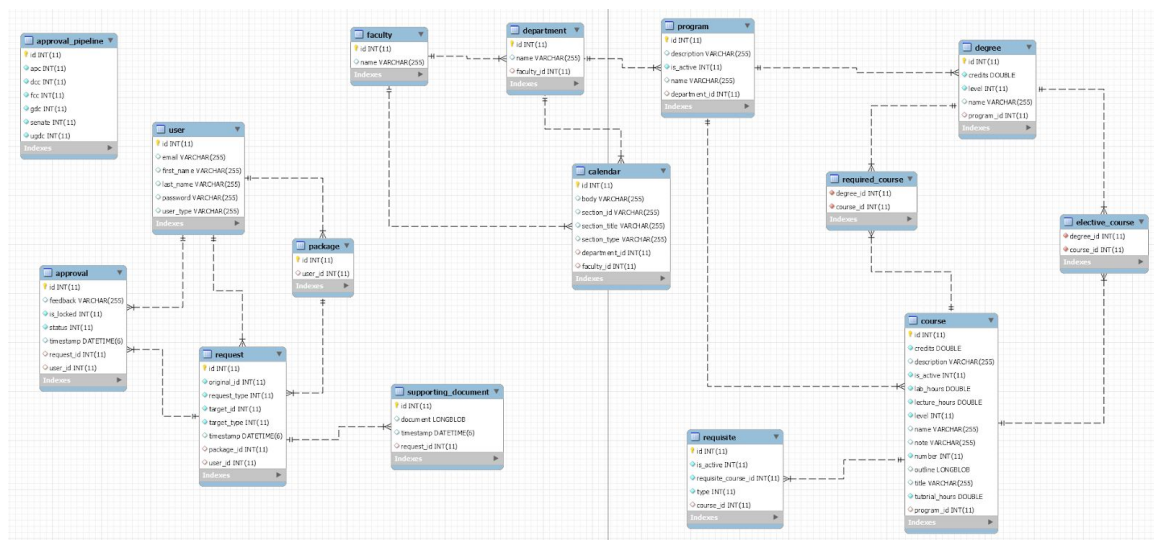 approval_pipeline
id INT(11)
apc INT(11)
dcc INT(11)
fcc INT(11)
gdc INT(11)
senate INT(11)
ugdc INT(11)
Indexes
user
id INT(11)
email VARCHAR(255)
first_name VARCHAR(255)
last_name VARCHAR(255)
password VARCHAR(255)
user_type VARCHAR(255)
Indexes
approval
id INT(11)
feedback VARCHAR(255)
is_locked INT(11)
status INT(11)
timestamp DATETIME(6)
request_id INT(11)
user_id INT(11)
Indexes
package
id INT(11)
user_id INT(11)
Indexes
request
id INT(11)
original_id INT(11)
request_type INT(11)
target_id INT(11)
target_type INT(11)
timestamp DATETIME(6)
package_id INT(11)
user_id INT(11)
Indexes
supporting_document
id INT(11)
document LONGBLOB
timestamp DATETIME(6)
request_id INT(11)
Indexes
faculty
id INT(11)
name VARCHAR(255)
Indexes
department
id INT(11)
name VARCHAR(255)
faculty_id INT(11)
Indexes
calendar
id INT(11)
body VARCHAR(255)
section_id VARCHAR(255)
section_title VARCHAR(255)
section_type VARCHAR(255)
department_id INT(11)
faculty_id INT(11)
Indexes
program
id INT(11)
description VARCHAR(255)
is_active INT(11)
name VARCHAR(255)
department_id INT(11)
Indexes
degree
id INT(11)
credits DOUBLE
level INT(11)
name VARCHAR(255)
program_id INT(11)
Indexes
required_course
degree_id INT(11)
course_id INT(11)
Indexes
elective_course
degree_id INT(11)
course_id INT(11)
Indexes
course
id INT(11)
credits DOUBLE
description VARCHAR(255)
is_active INT(11)
lab_hours DOUBLE
lecture_hours DOUBLE
level INT(11)
name VARCHAR(255)
note VARCHAR(255)
number INT(11)
outline LONGBLOB
title VARCHAR(255)
tutorial_hours DOUBLE
program_id INT(11)
Indexes
requisite
id INT(11)
is_active INT(11)
requisite_course_id INT(11)
type INT(11)
course_id INT(11)
Indexes